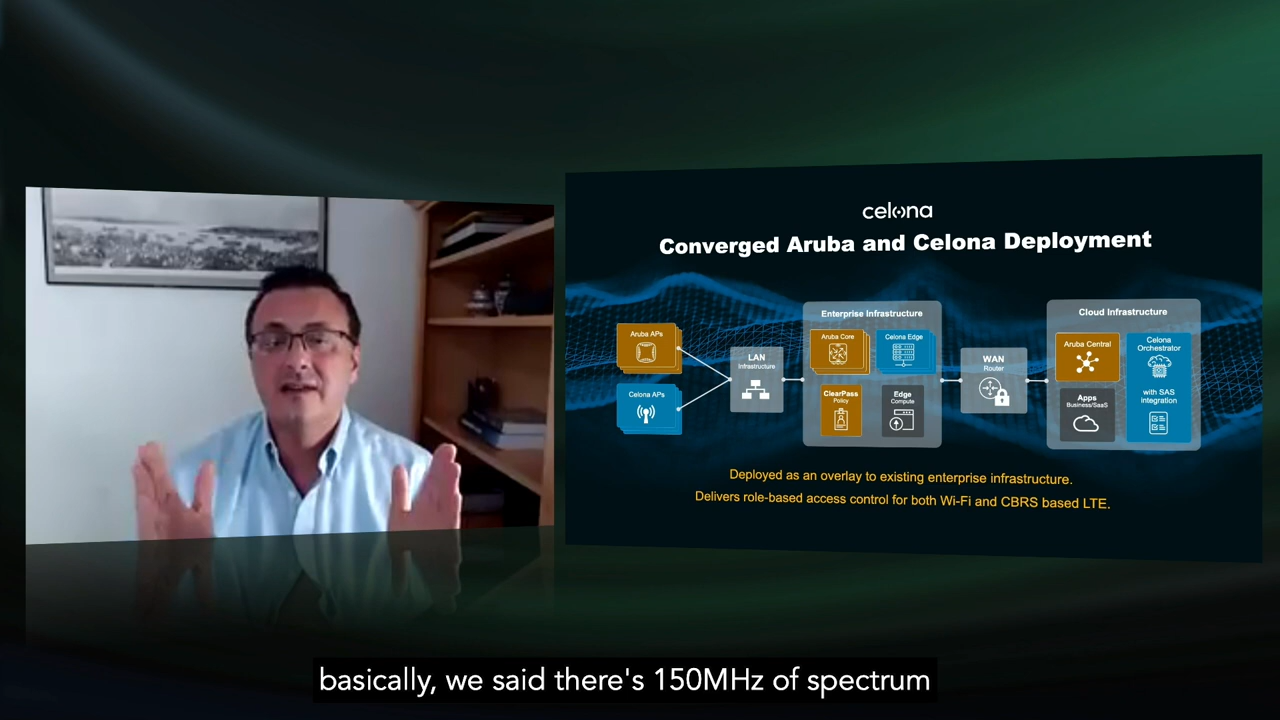 celona
Converged Aruba and Celona Deployment
Aruba APs
Celona APs
LAN
Infrastructure
Enterprise Infrastructure
Aruba Core
Celona Edge
ClearPass
Policy
Edge
Compute
WAN
Router
Cloud Infrastructure
Aruba Central
Apps
Business/SaaS
Celona
Orchestrator
with SAS
integration
Deployed as an overlay to existing enterprise infrastructure.
Delivers role-based access control for both Wi-Fi and CBRS based LTE.
basically, we said there's 150MHz of spectrum